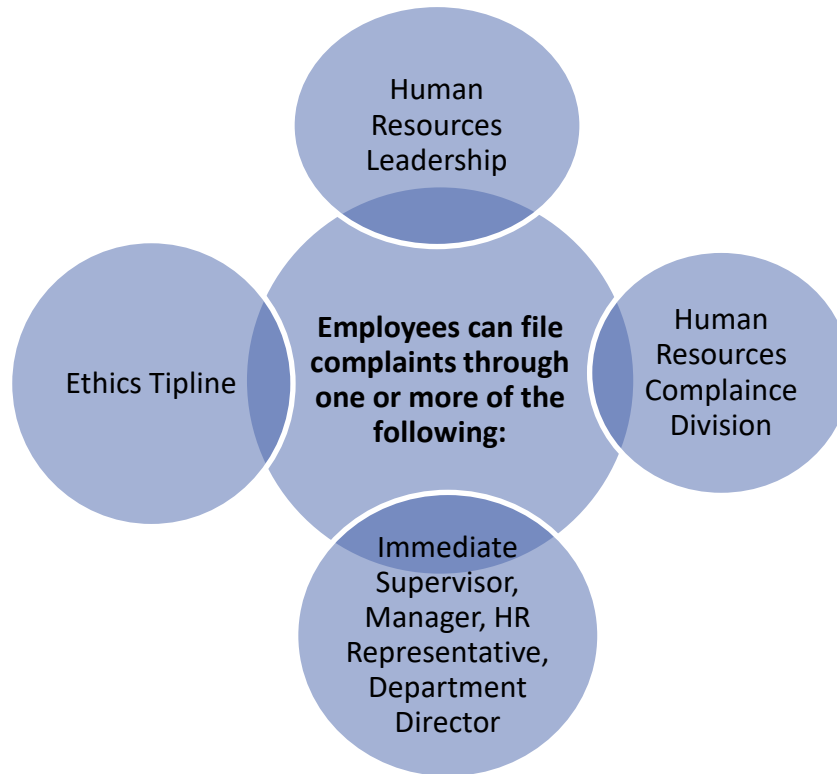 Human
Resources
Leadership
Employees can file
complaints through
one or more of the
following:
Human
Resources
Complaince
Division
Immediate
Supervisor,
Manager, HR
Representative,
Department
Director
Ethics Tipline